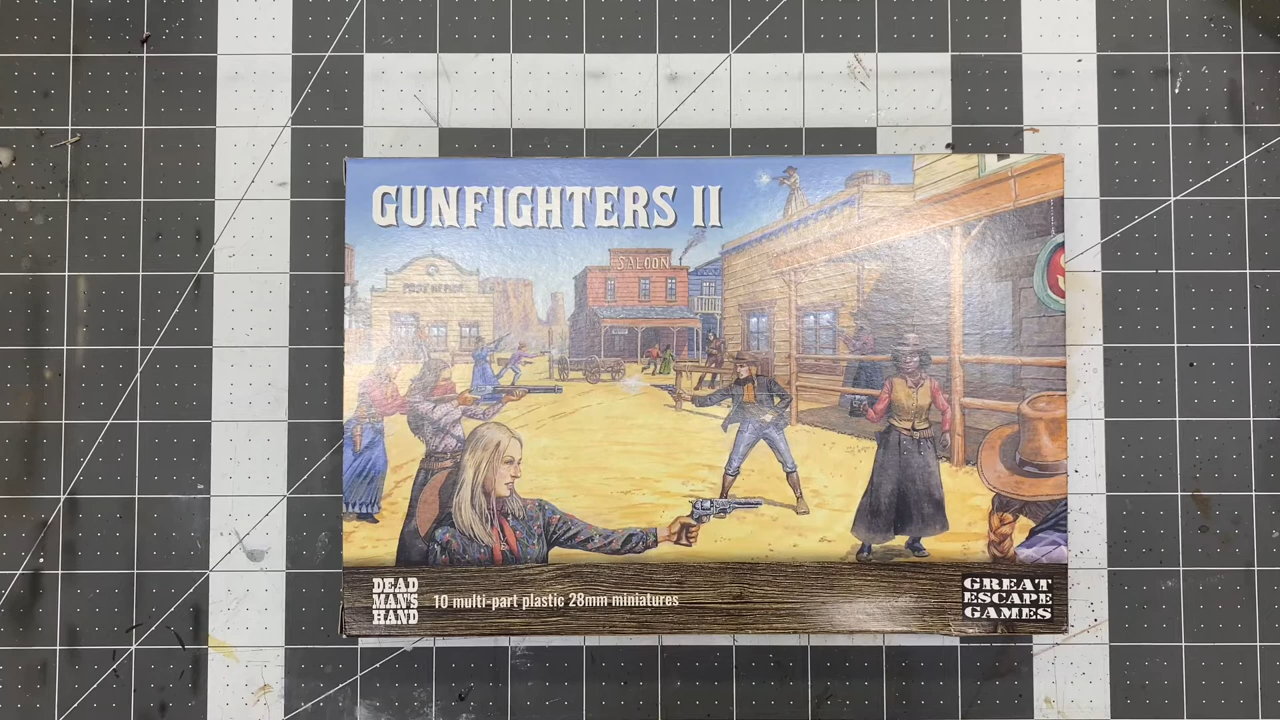 GUNFIGHTERS II
SALOON
DEAD
MAN'S
HAND
10 multi-part plastic 28mm miniatures
GREAT
ESCAPE
GAMES